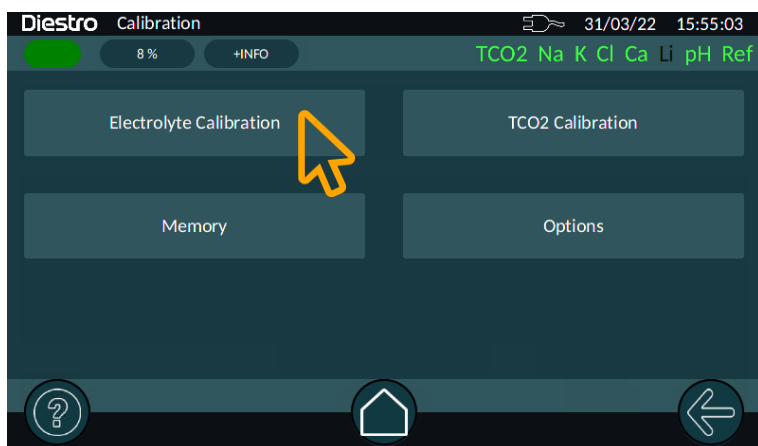 Diestro Calibration 31/03/22 15:55:03
8 % +INFO TCO2 Na K Cl Ca Li pH Ref
Electrolyte Calibration TCO2 Calibration
Memory Options
?